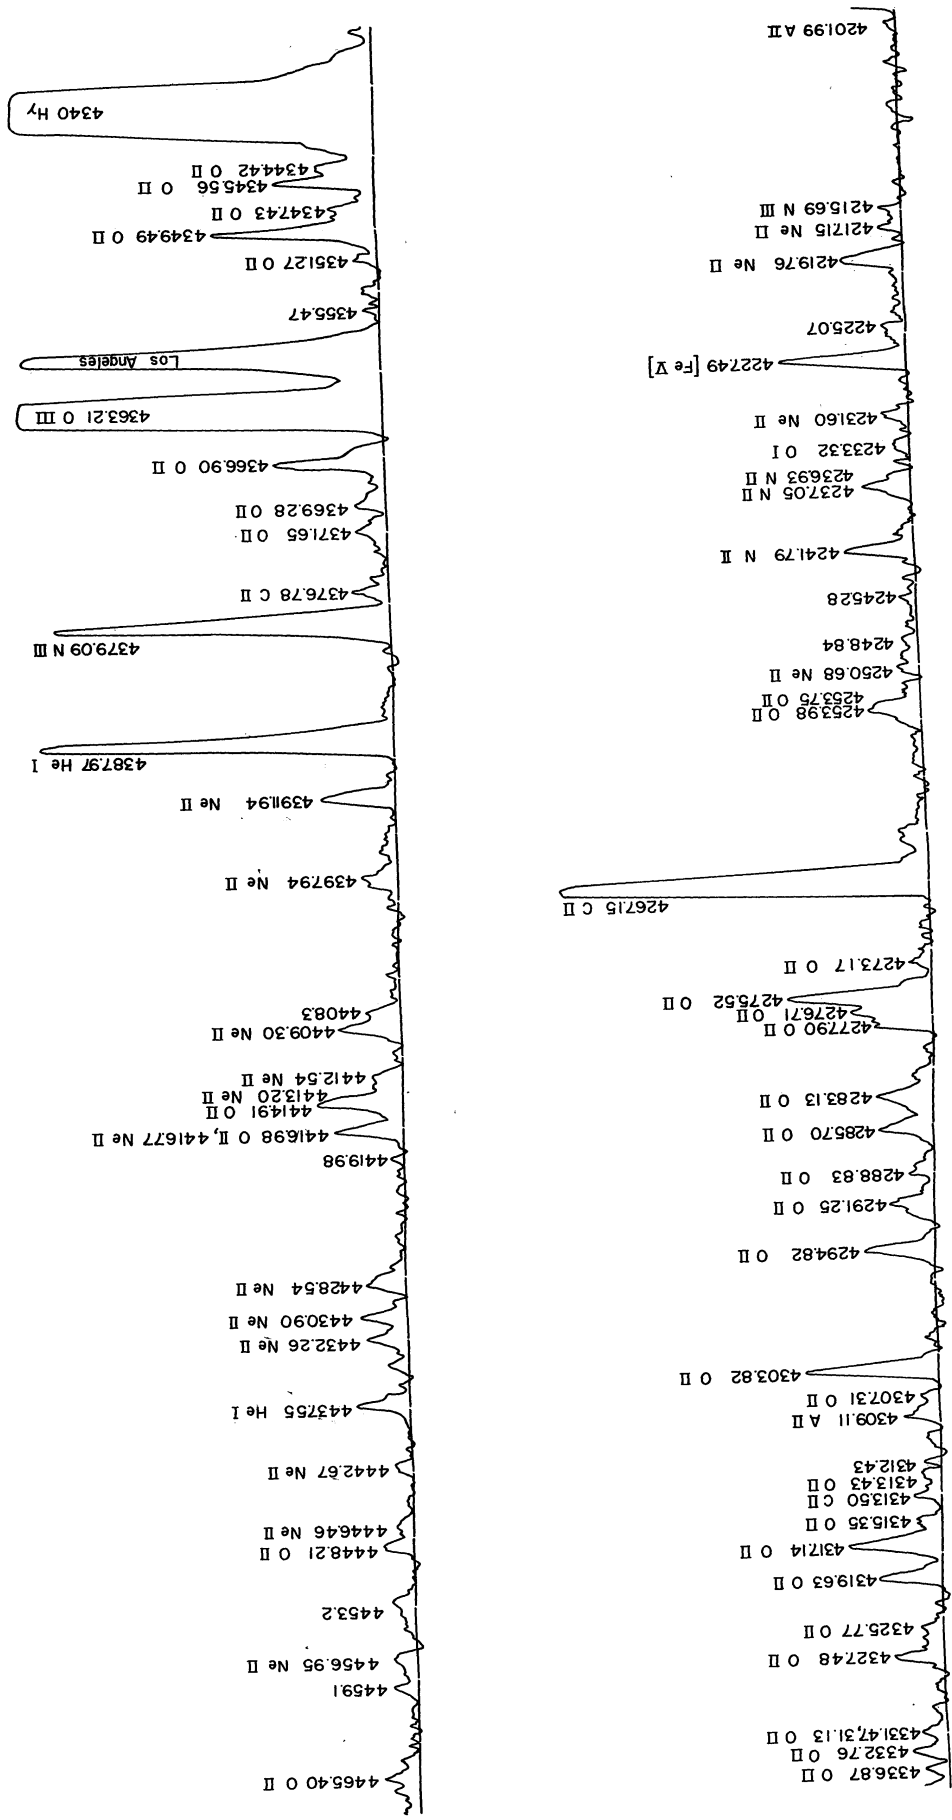 4336.87 O II
4332.76 O II
4331.47, 31.13 O II
4327.48 O II
4325.77 O II
4319.63 O II
4317.14 O II
4315.35 O II
4313.50 C II
4313.43 O II
4312.43
4309.11 A II
4307.31 O II
4303.82 O II
4294.82 O II
4291.25 O II
4288.83 O II
4285.70 O II
4283.13 O II
4277.90 O II
4276.71 O II
4275.52 O II
4273.17 O II
4267.15 C II
4253.98 O II
4253.75 O II
4250.68 Ne II
4248.84
4245.28
4241.79 N II
4237.05 N II
4236.93 N II
4233.32 O I
4231.60 Ne II
4227.49 [Fe V]
4225.07
4219.76 Ne II
4217.15 Ne II
4215.69 N III
4201.99 A II
4465.40 O II
4459.1
4456.95 Ne II
4453.2
4448.21 O II
4446.46 Ne II
4442.67 Ne II
4437.55 He I
4432.26 Ne II
4430.90 Ne II
4428.54 Ne II
4419.98
4416.98 O II, 4416.77 Ne II
4414.91 O II
4413.20 Ne II
4412.54 Ne II
4409.30 Ne II
4408.3
4397.94 Ne II
4391.94 Ne II
4387.97 He I
4379.09 N III
4376.78 C II
4371.65 O II
4369.28 O II
4366.90 O II
4363.21 O III
Los Angeles
4355.47
4351.27 O II
4349.49 O II
4347.43 O II
4345.56 O II
4344.42 O II
4340 Hγ